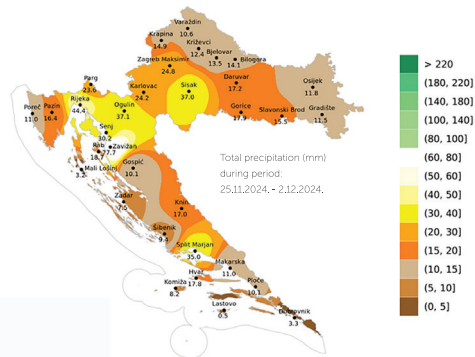 Varaždin
10.6
Krapina
14.9
Križevci
12.4
Bjelovar
13.5
Bilogora
14.1
Zagreb Maksimir
24.8
Daruvar
17.2
Osijek
11.8
Parg
23.6
Karlovac
24.2
Sisak
37.0
Gorice
17.9
Slavonski Brod
15.5
Gradište
11.5
Poreč
11.0
Pazin
16.4
Rijeka
44.4
Ogulin
37.1
Senj
30.2
Zavižan
77.7
Rab
Mali Lošinj
3.2
Gospić
10.1
Zadar
7.5
Knin
17.0
Šibenik
9.4
Split Marjan
35.0
Makarska
11.0
Hvar
17.8
Komiža
8.2
Ploče
10.1
Lastovo
0.5
Dubrovnik
3.3
Total precipitation (mm)
during period:
25.11.2024. - 2.12.2024.
> 220
(180, 220]
(140, 180]
(100, 140]
(80, 100]
(60, 80]
(50, 60]
(40, 50]
(30, 40]
(20, 30]
(15, 20]
(10, 15]
(5, 10]
(0, 5]